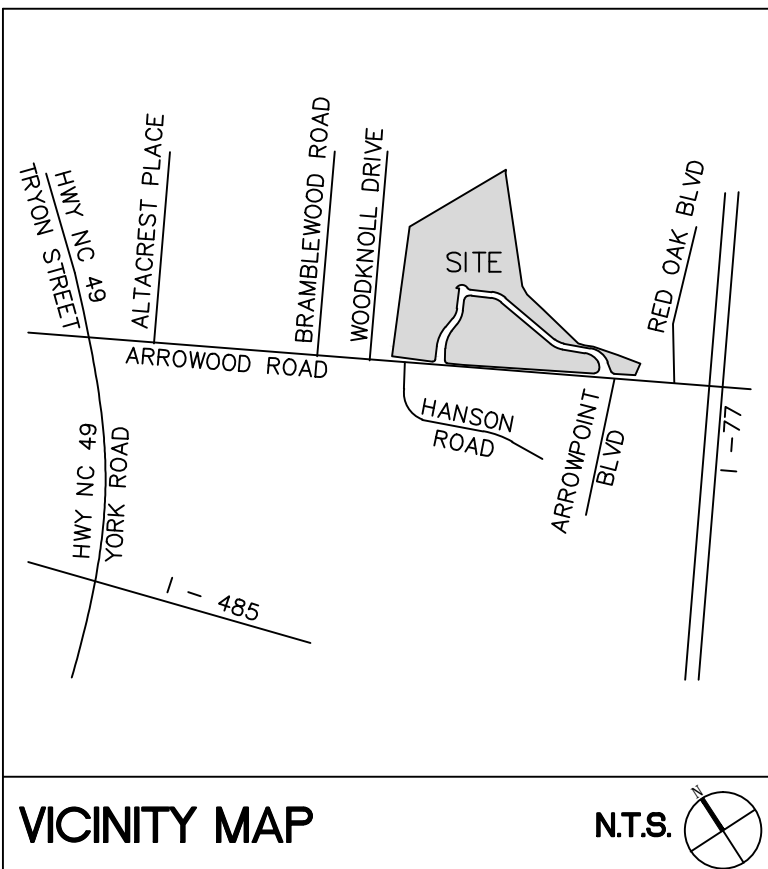 HWY NC 49
TRYON STREET
ALTACREST PLACE
BRAMBLEWOOD ROAD
WOODKNOLL DRIVE
SITE
RED OAK BLVD
ARROWOOD ROAD
HANSON
ROAD
ARROWPOINT
BLVD
I-77
HWY NC 49
YORK ROAD
I - 485
VICINITY MAP
N.T.S.
N